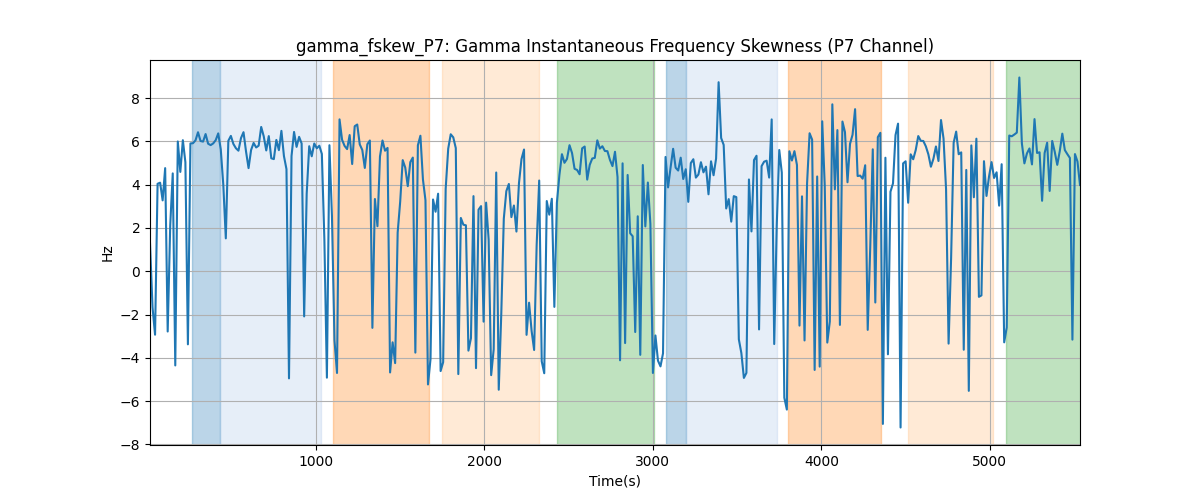 gamma_fskew_P7: Gamma Instantaneous Frequency Skewness (P7 Channel)
8
6
4
2
0
−2
−4
−6
−8
Hz
1000 2000 3000 4000 5000
Time(s)